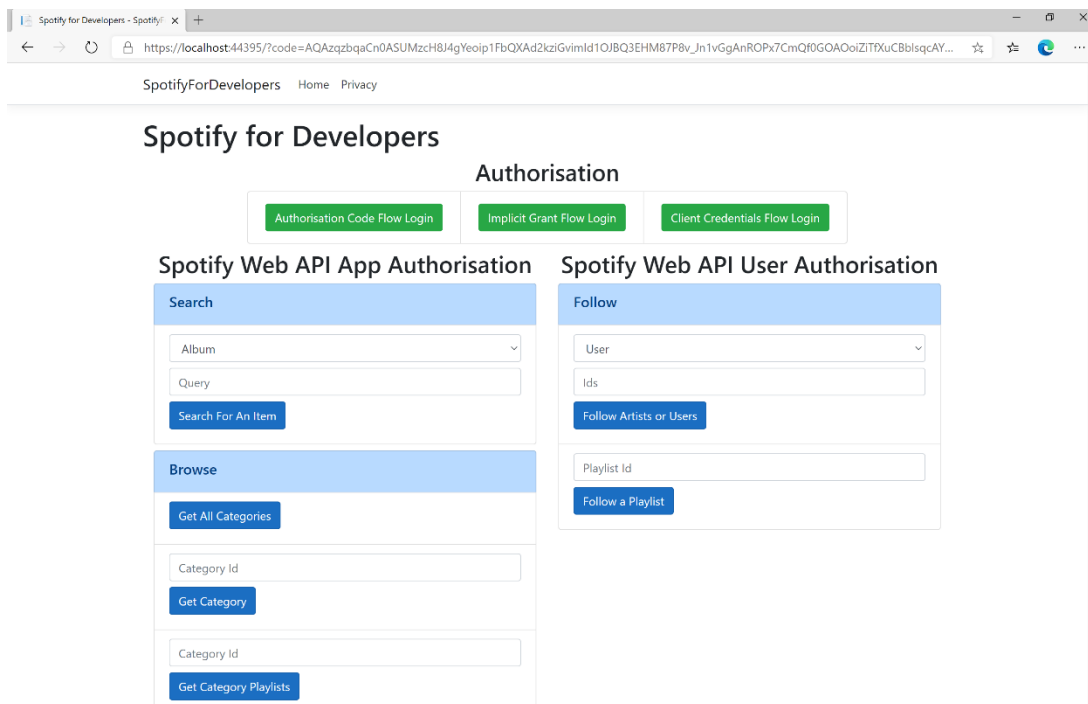 Spotify for Developers - Spotify
https://localhost:44395/?code=AQAzqzbqaCn0ASUMzcH8J4gYeoip1FbQXAd2kziGvimId1OJBQ3EHM87P8v_Jn1vGgAnROPx7CmQf0GOAOoiZiTfXuCBblsqcAY...
SpotifyForDevelopers Home Privacy
Spotify for Developers
Authorisation
Authorisation Code Flow Login Implicit Grant Flow Login Client Credentials Flow Login
Spotify Web API App Authorisation
Search
Album
Query
Search For An Item
Browse
Get All Categories
Category Id
Get Category
Category Id
Get Category Playlists
Spotify Web API User Authorisation
Follow
User
Ids
Follow Artists or Users
Playlist Id
Follow a Playlist